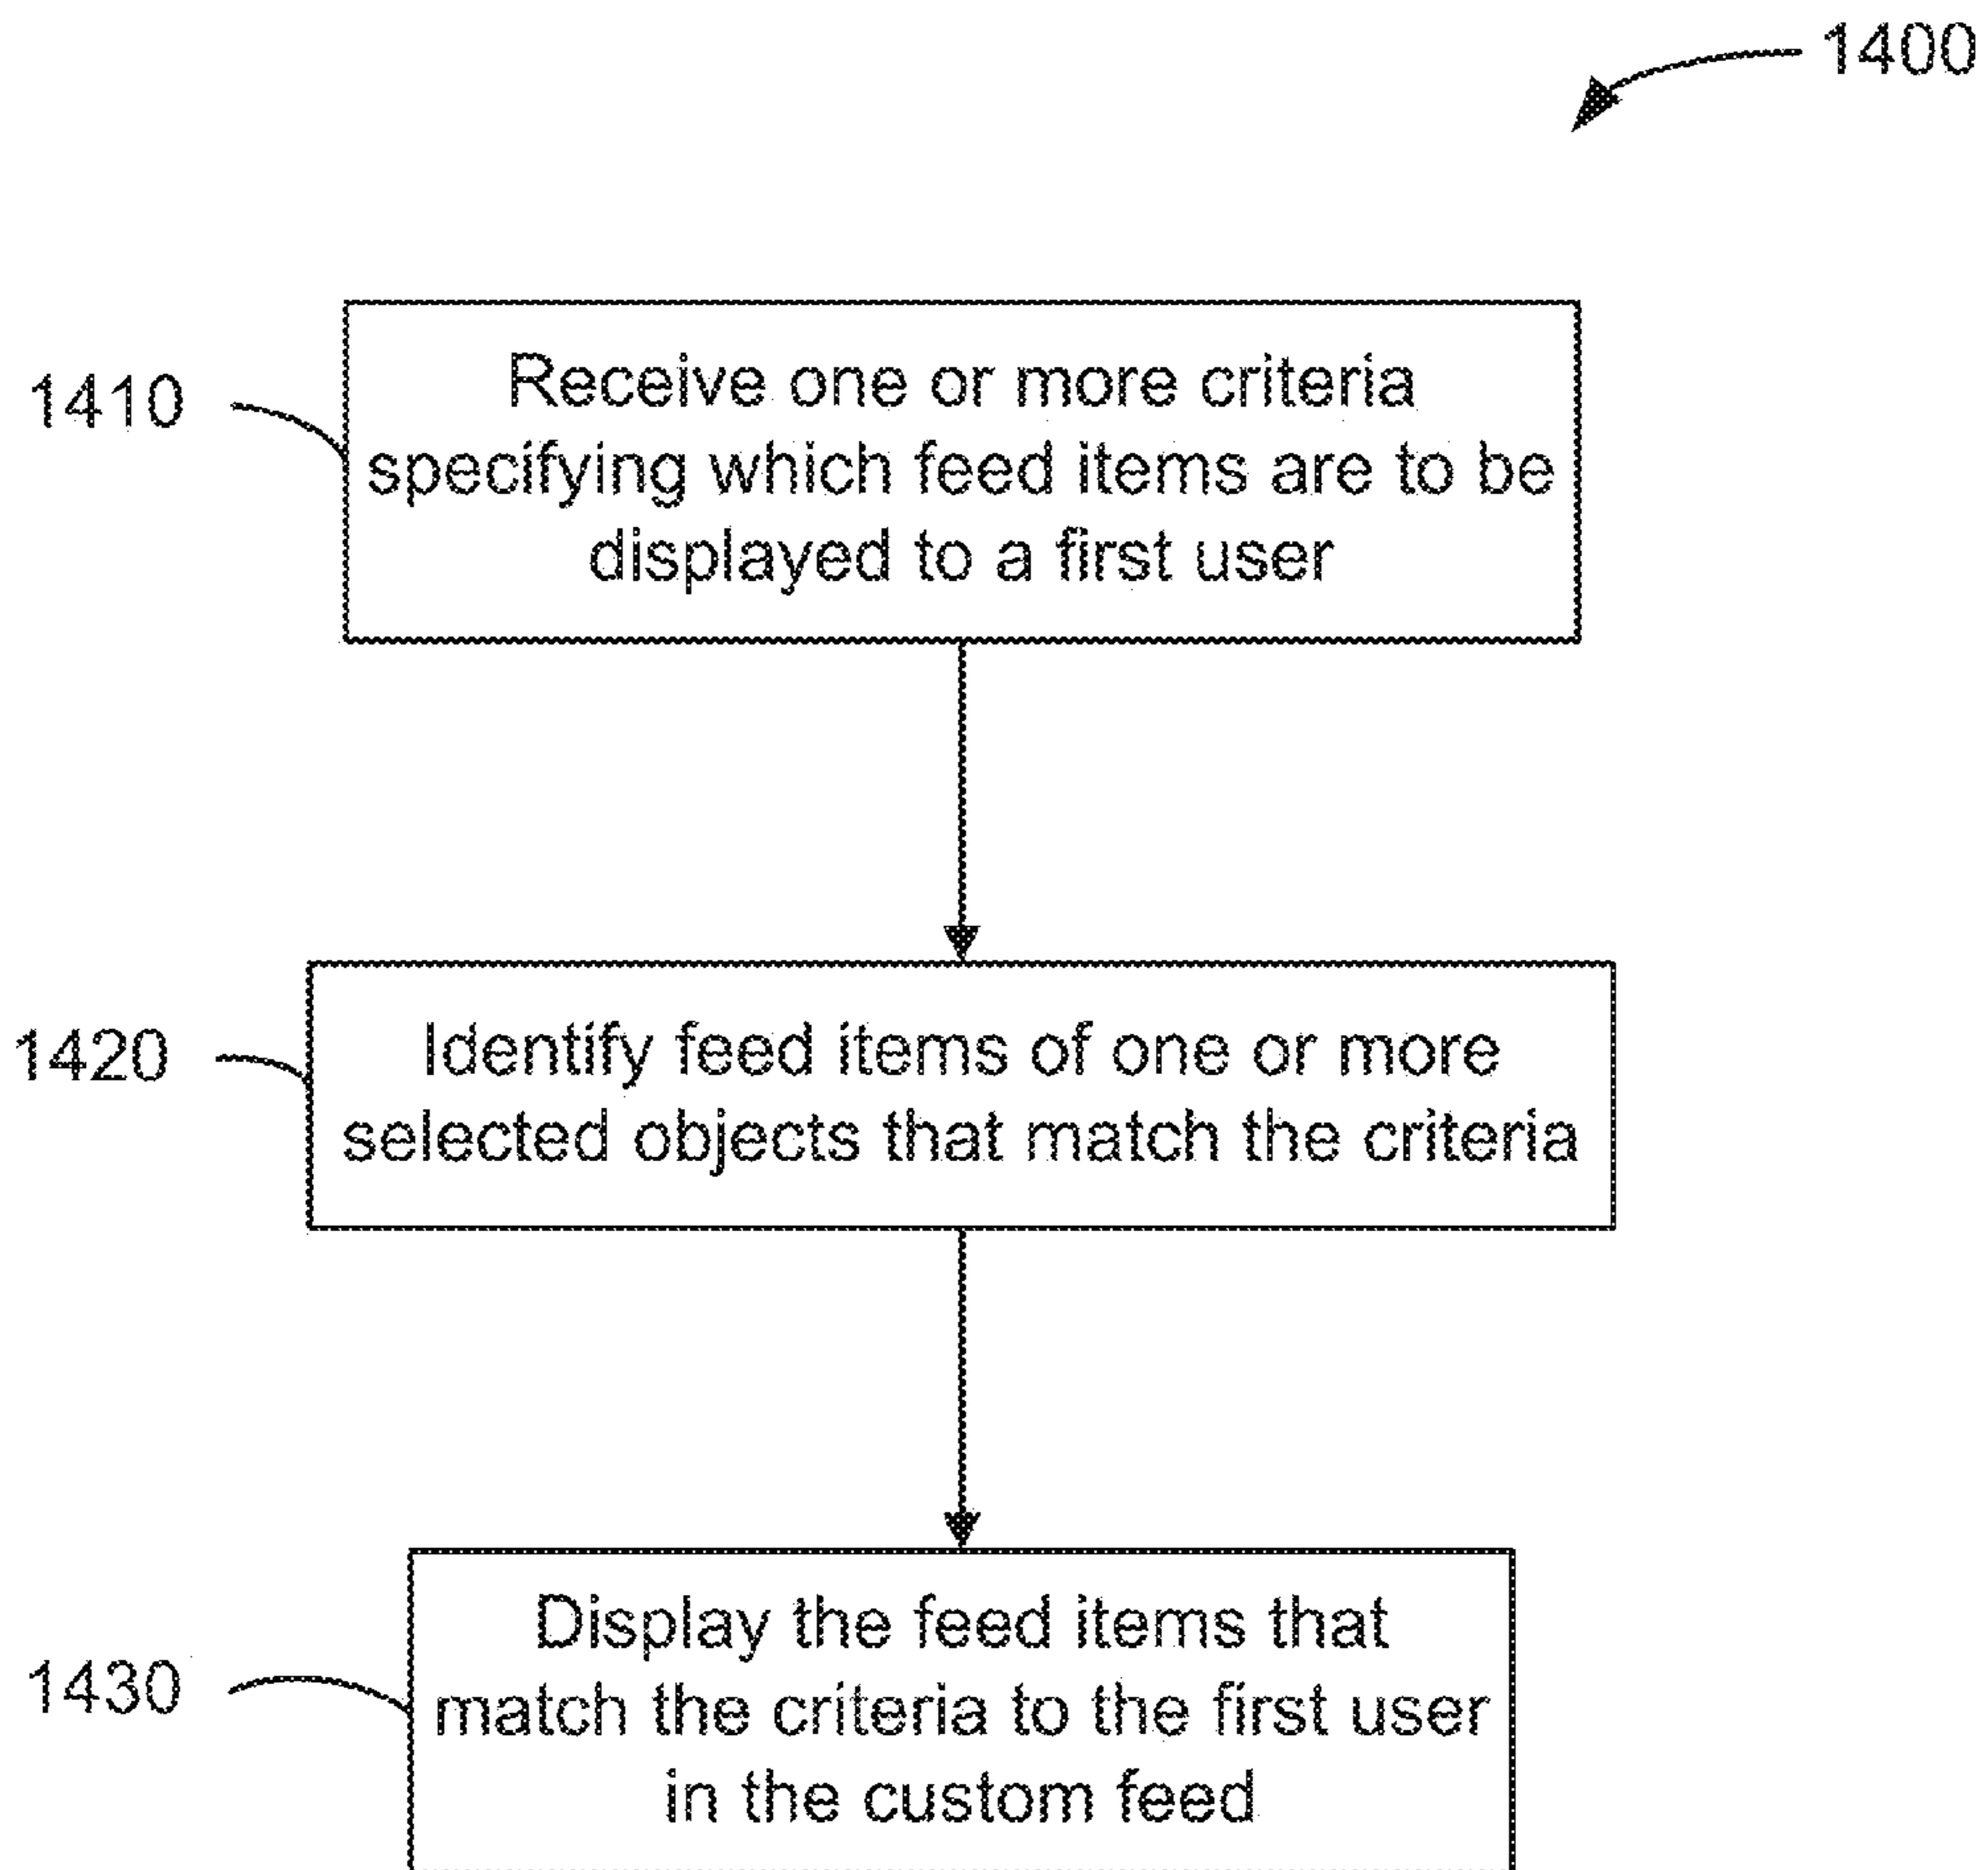 1400
1410
Receive one or more criteria
specifying which feed items are to be
displayed to a first user
1420
Identify feed items of one or more
selected objects that match the criteria
1430
Display the feed items that
match the criteria to the first user
in the custom feed